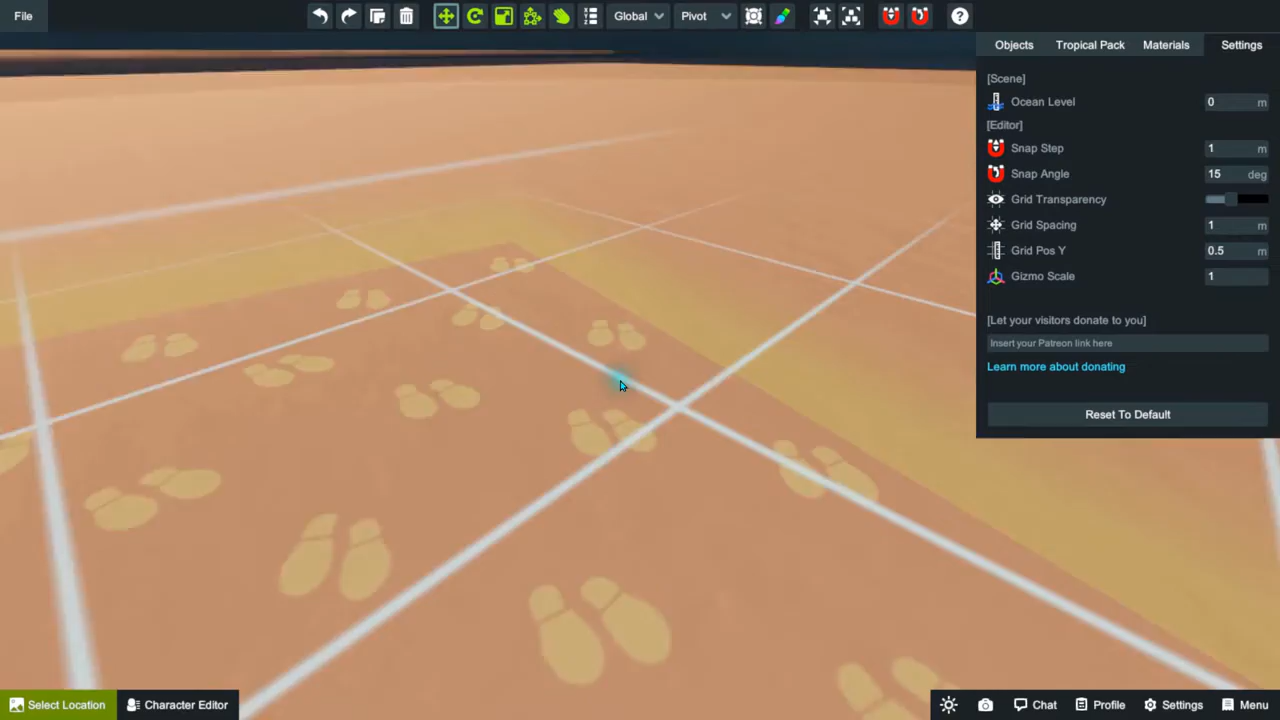 File
Global
Pivot
?
Objects
Tropical Pack
Materials
Settings
[Scene]
Ocean Level
0 m
[Editor]
Snap Step
1 m
Snap Angle
15 deg
Grid Transparency
Grid Spacing
1 m
Grid Pos Y
0.5 m
Gizmo Scale
1
[Let your visitors donate to you]
Insert your Patreon link here
Learn more about donating
Reset To Default
Select Location
Character Editor
Chat
Profile
Settings
Menu